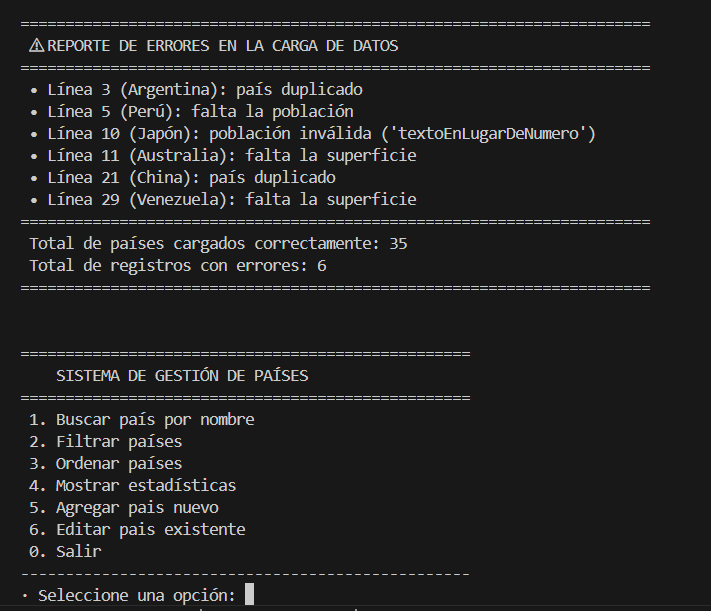 ======================================================================
⚠️REPORTE DE ERRORES EN LA CARGA DE DATOS
======================================================================
• Línea 3 (Argentina): país duplicado
• Línea 5 (Perú): falta la población
• Línea 10 (Japón): población inválida ('textoEnLugarDeNumero')
• Línea 11 (Australia): falta la superficie
• Línea 21 (China): país duplicado
• Línea 29 (Venezuela): falta la superficie
======================================================================
Total de países cargados correctamente: 35
Total de registros con errores: 6
======================================================================
==================================================
SISTEMA DE GESTIÓN DE PAÍSES
==================================================
1. Buscar país por nombre
2. Filtrar países
3. Ordenar países
4. Mostrar estadísticas
5. Agregar pais nuevo
6. Editar pais existente
0. Salir
--------------------------------------------------
· Seleccione una opción: